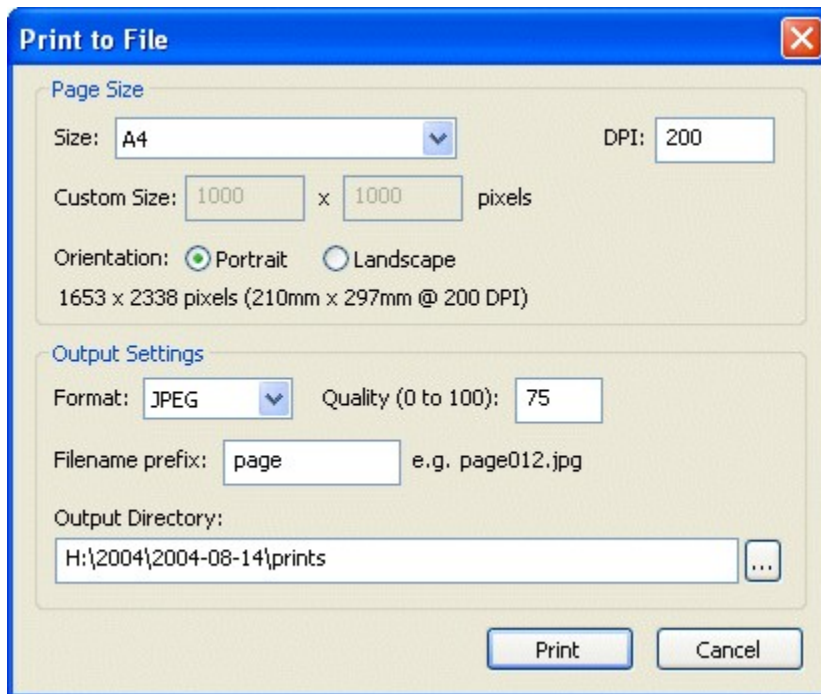 Print to File
Page Size
Size: A4 DPI: 200
Custom Size: 1000 x 1000 pixels
Orientation: Portrait Landscape
1653 x 2338 pixels (210mm x 297mm @ 200 DPI)
Output Settings
Format: JPEG Quality (0 to 100): 75
Filename prefix: page e.g. page012.jpg
Output Directory:
H:\2004\2004-08-14\prints ...
Print Cancel